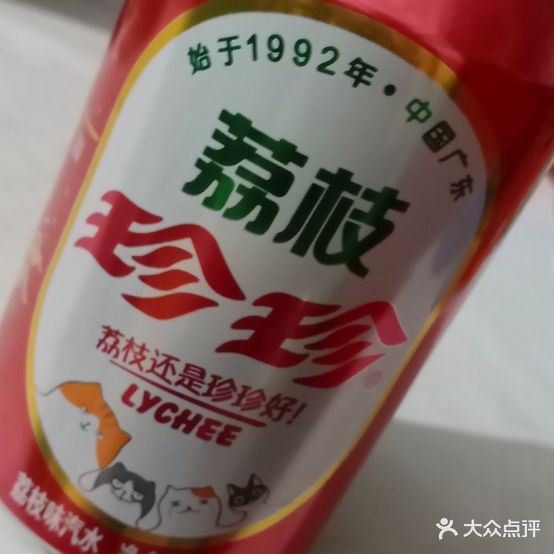 始于1992年·中国广东
荔枝
珍珍®
荔枝还是珍珍好!
LYCHEE
荔枝味汽水
大众点评